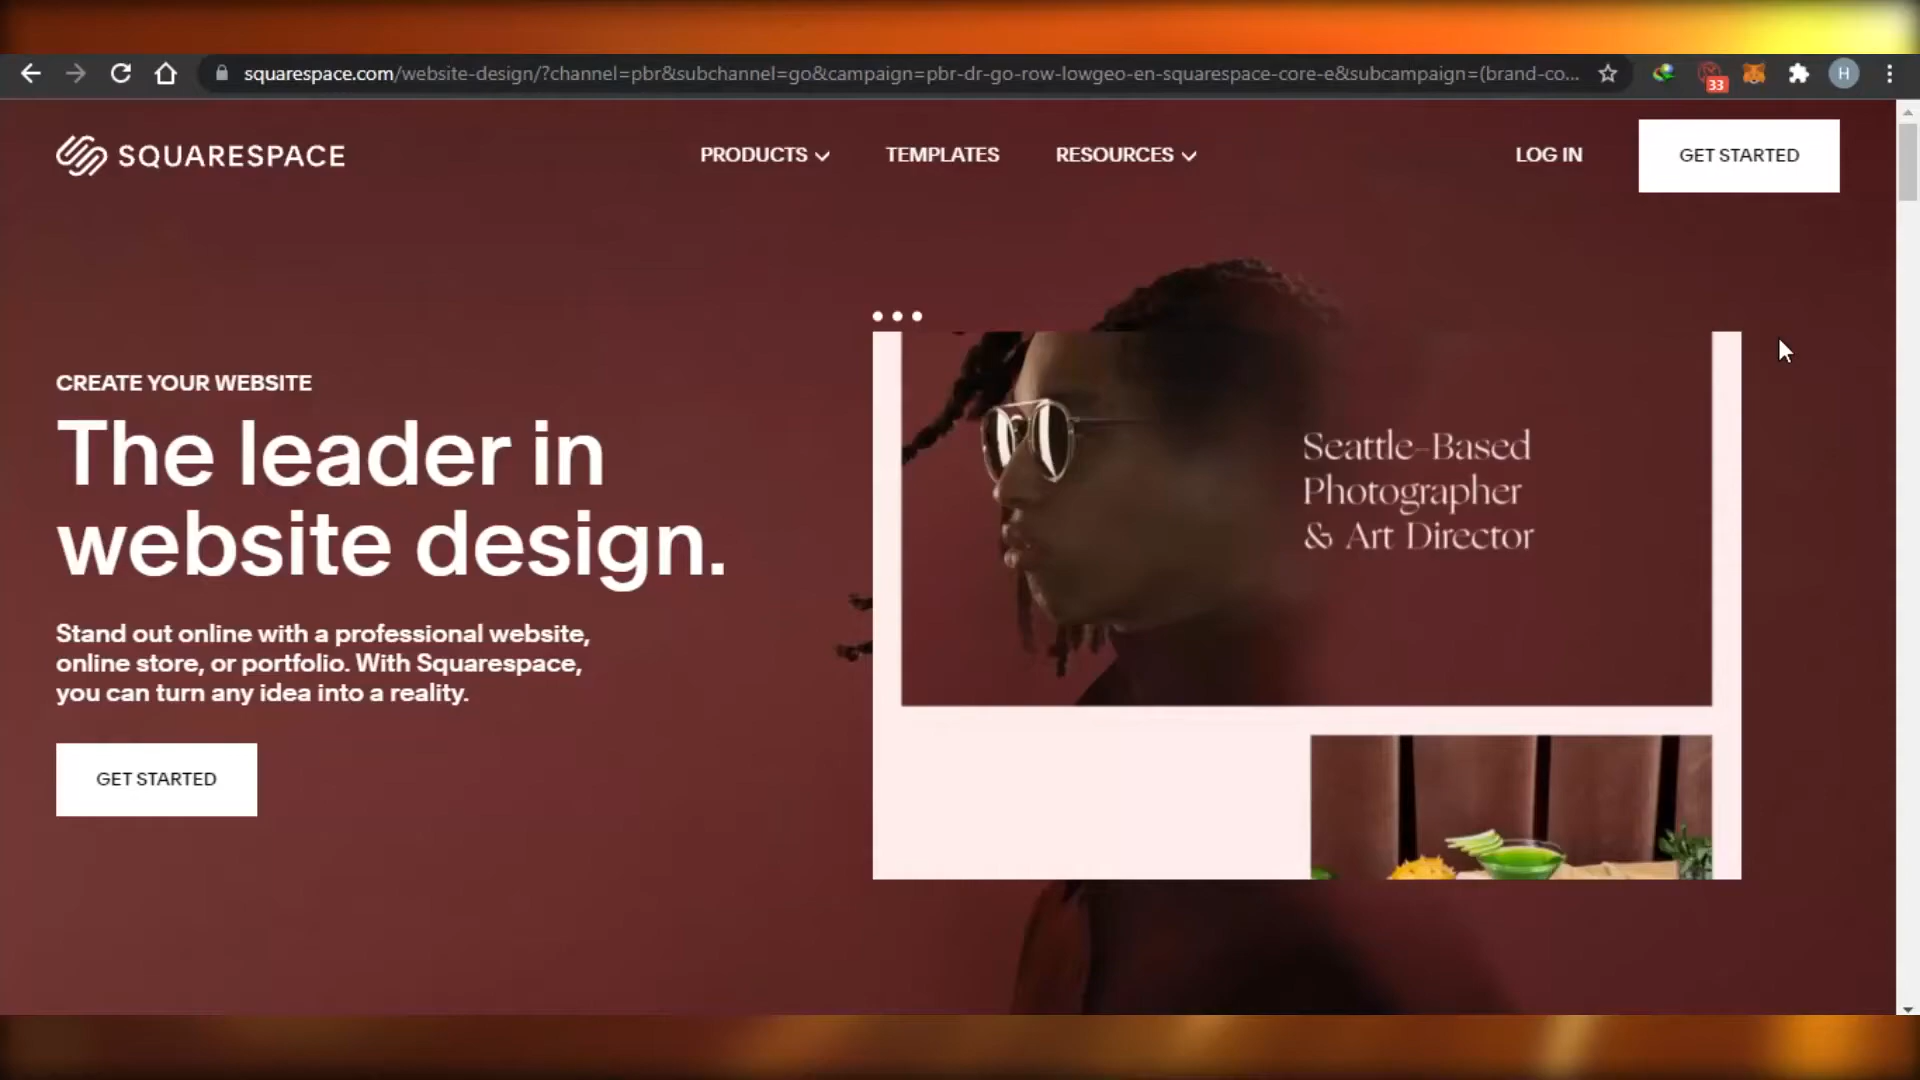 squarespace.com/website-design/?channel=pbr&subchannel=go&campaign=pbr-dr-go-row-lowgeo-en-squarespace-core-e&subcampaign=(brand-co...
33
H
SQUARESPACE
PRODUCTS
TEMPLATES
RESOURCES
LOG IN
GET STARTED
CREATE YOUR WEBSITE
The leader in
website design.
Stand out online with a professional website,
online store, or portfolio. With Squarespace,
you can turn any idea into a reality.
GET STARTED
Seattle-Based
Photographer
& Art Director